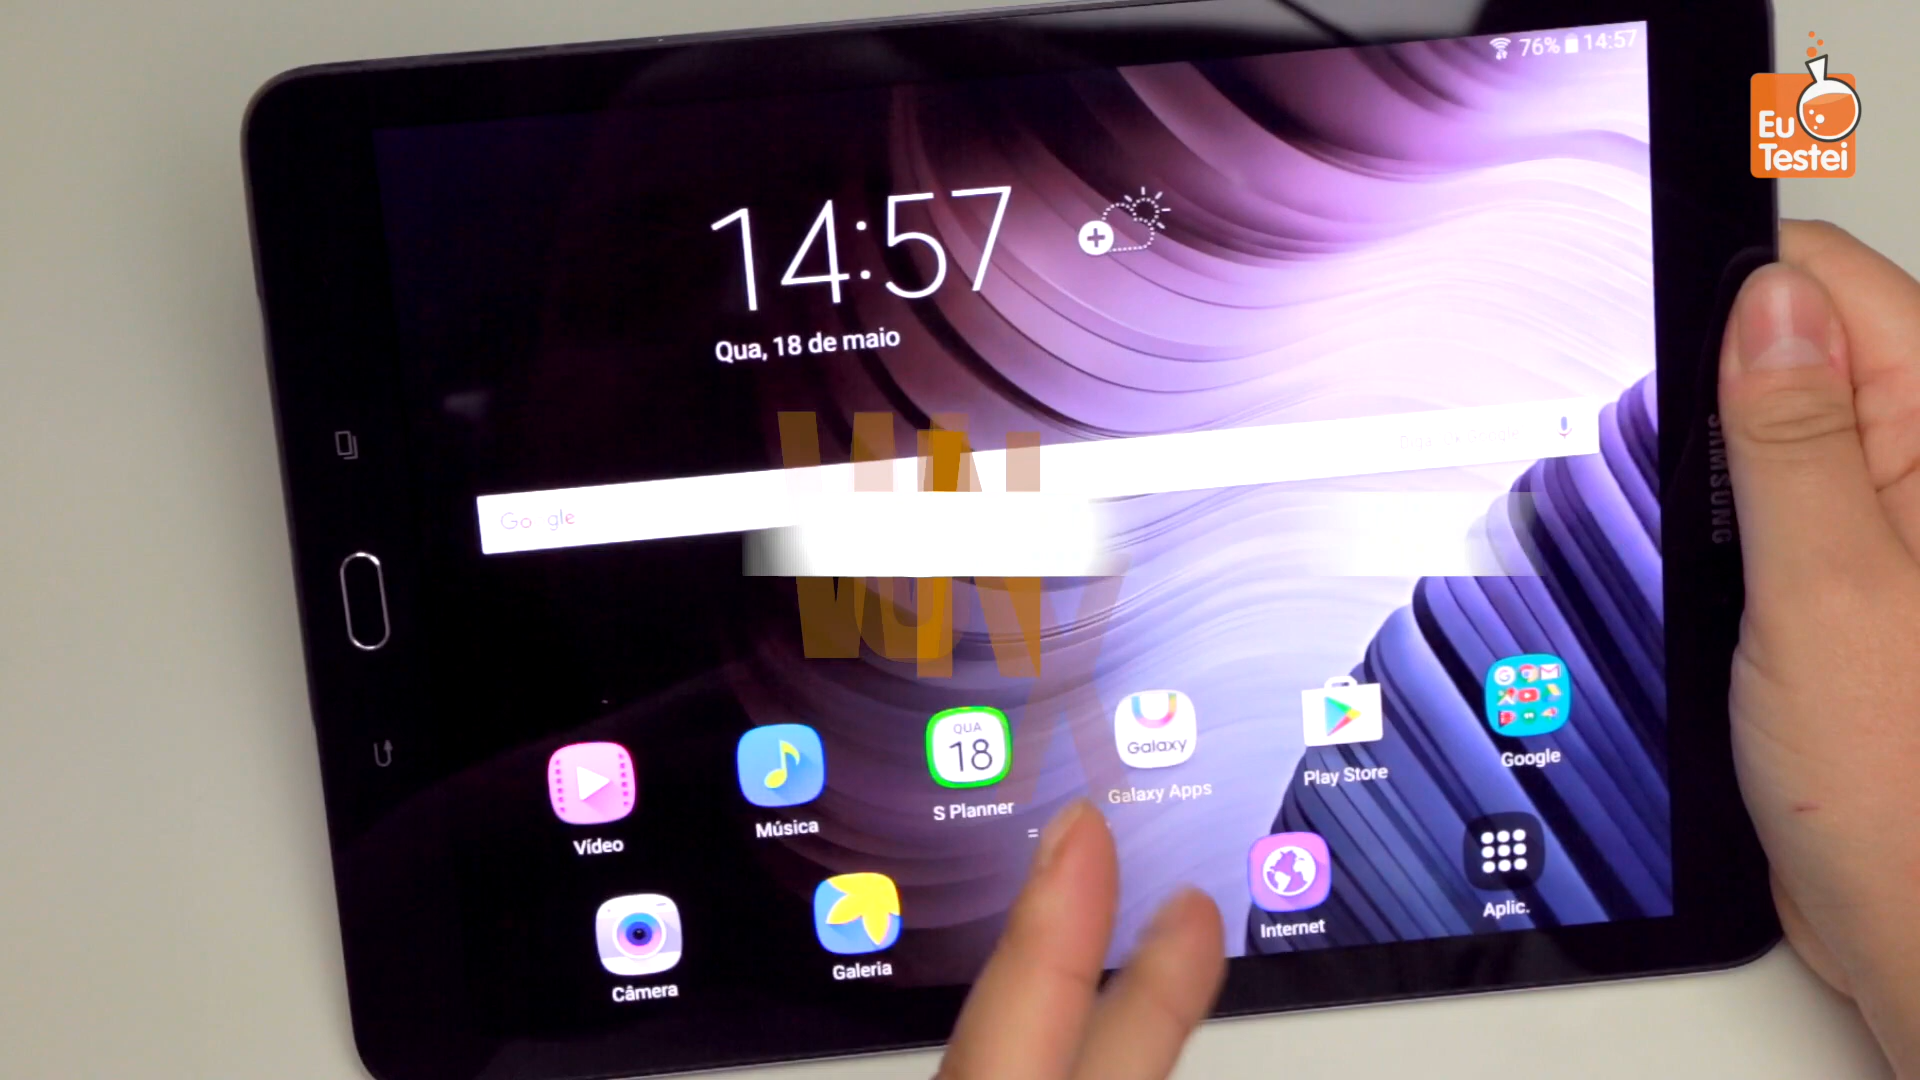 76% 14:57
Eu
Testei
14:57
Qua, 18 de maio
Google
SAMSUNG
QUA
18
Galaxy
Vídeo
Música
S Planner
Galaxy Apps
Play Store
Google
Câmera
Galeria
Internet
Aplic.